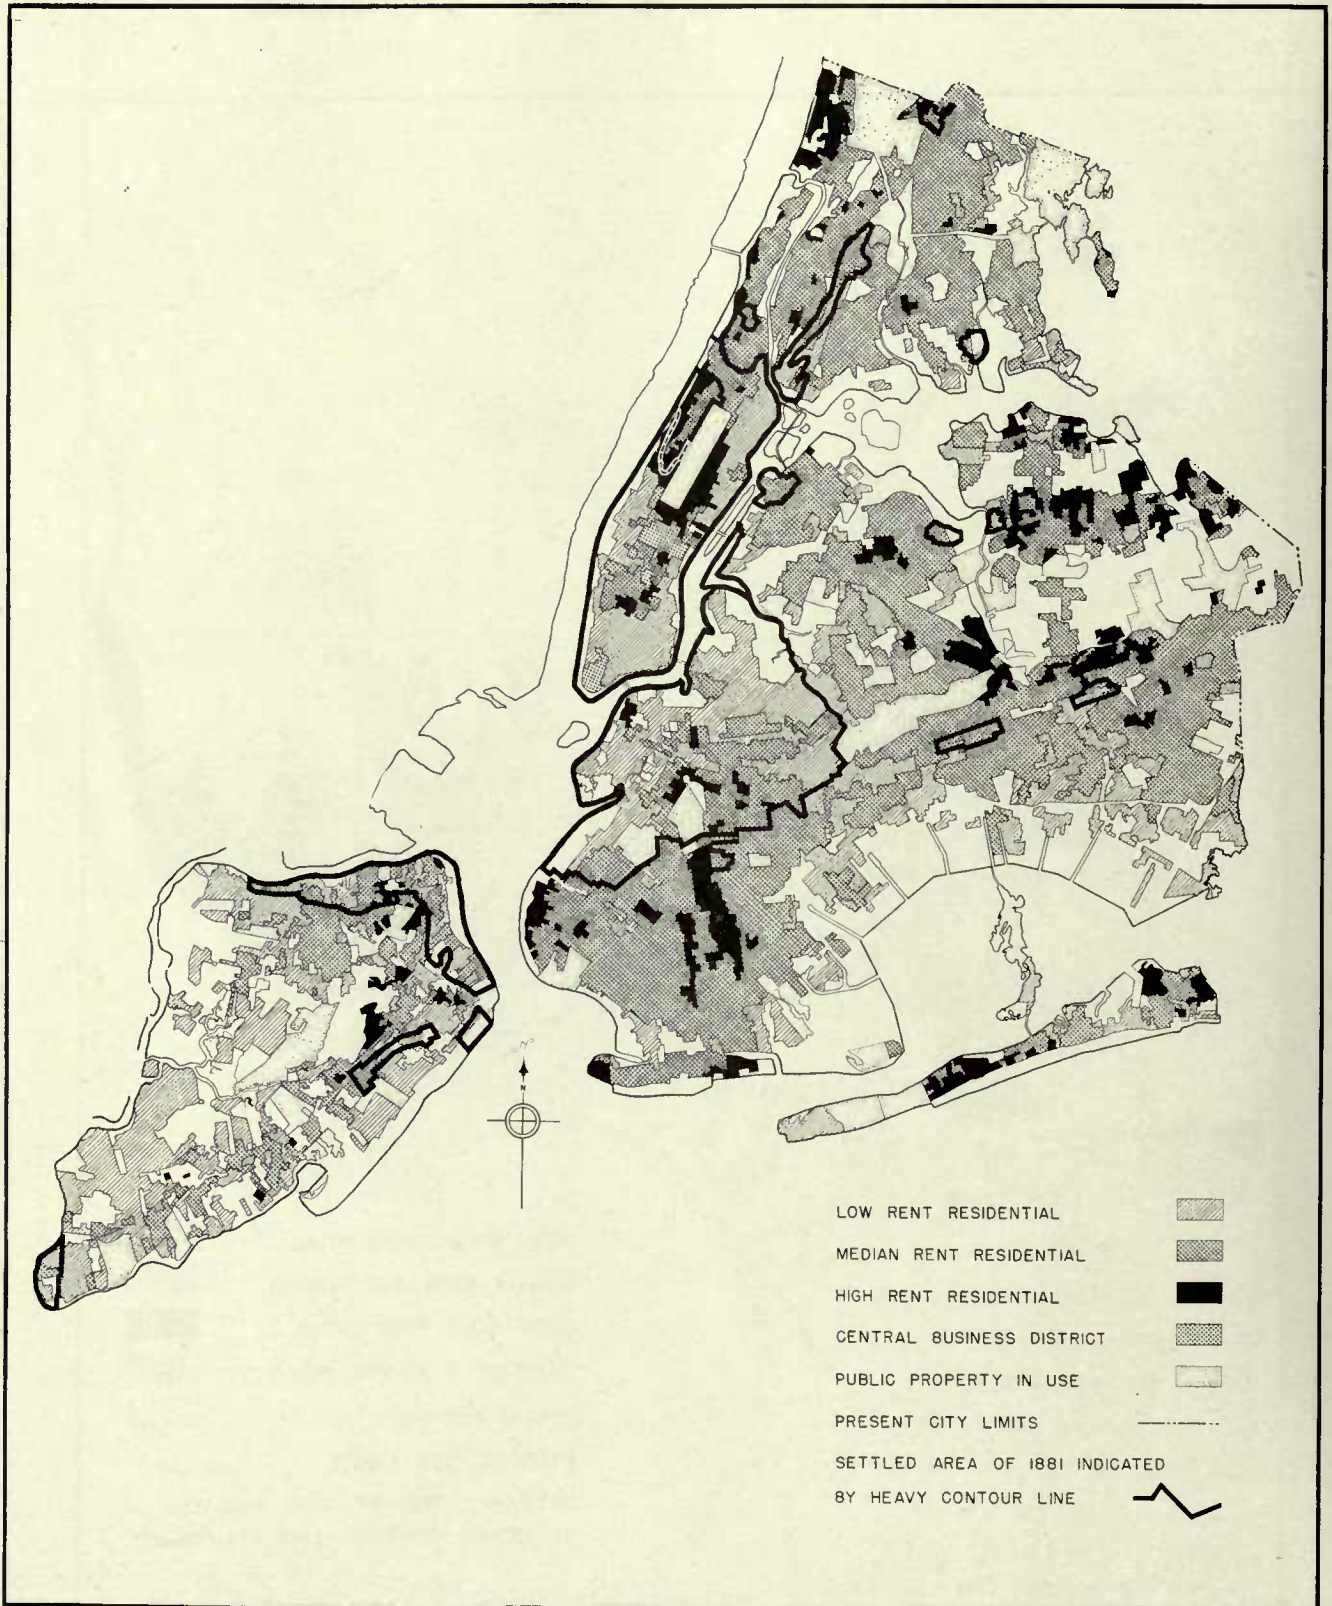 N
LOW RENT RESIDENTIAL
MEDIAN RENT RESIDENTIAL
HIGH RENT RESIDENTIAL
CENTRAL BUSINESS DISTRICT
PUBLIC PROPERTY IN USE
PRESENT CITY LIMITS
SETTLED AREA OF 1881 INDICATED
BY HEAVY CONTOUR LINE